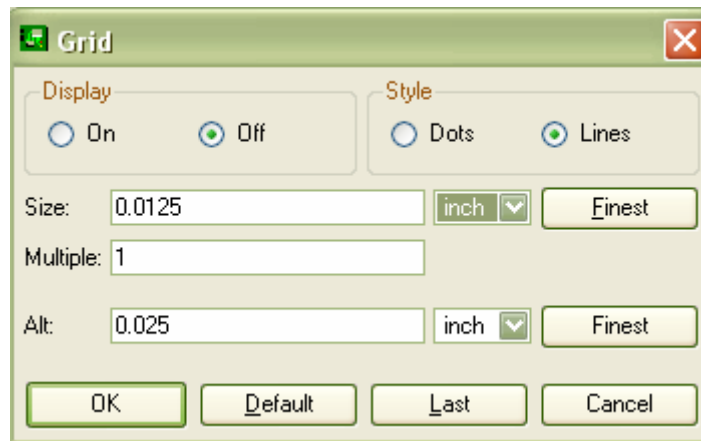 Grid
Display Style
On Off Dots Lines
Size: 0.0125 inch Finest
Multiple: 1
Alt: 0.025 inch Finest
OK Default Last Cancel